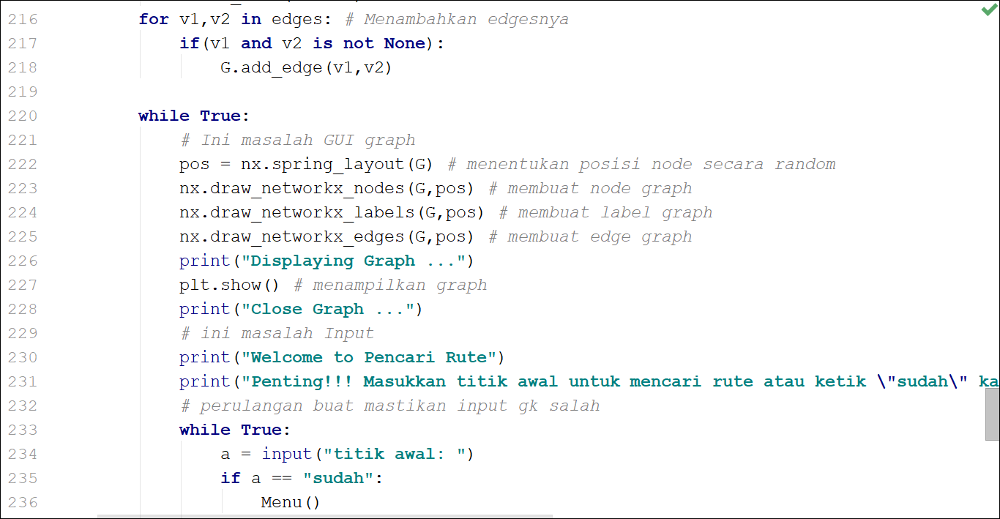 216 for v1,v2 in edges: # Menambahkan edgesnya
217 if(v1 and v2 is not None):
218 G.add_edge(v1,v2)
219
220 while True:
221 # Ini masalah GUI graph
222 pos = nx.spring_layout(G) # menentukan posisi node secara random
223 nx.draw_networkx_nodes(G,pos) # membuat node graph
224 nx.draw_networkx_labels(G,pos) # membuat label graph
225 nx.draw_networkx_edges(G,pos) # membuat edge graph
226 print("Displaying Graph ...")
227 plt.show() # menampilkan graph
228 print("Close Graph ...")
229 # ini masalah Input
230 print("Welcome to Pencari Rute")
231 print("Penting!!! Masukkan titik awal untuk mencari rute atau ketik \"sudah\" ka
232 # perulangan buat mastikan input gk salah
233 while True:
234 a = input("titik awal: ")
235 if a == "sudah":
236 Menu()